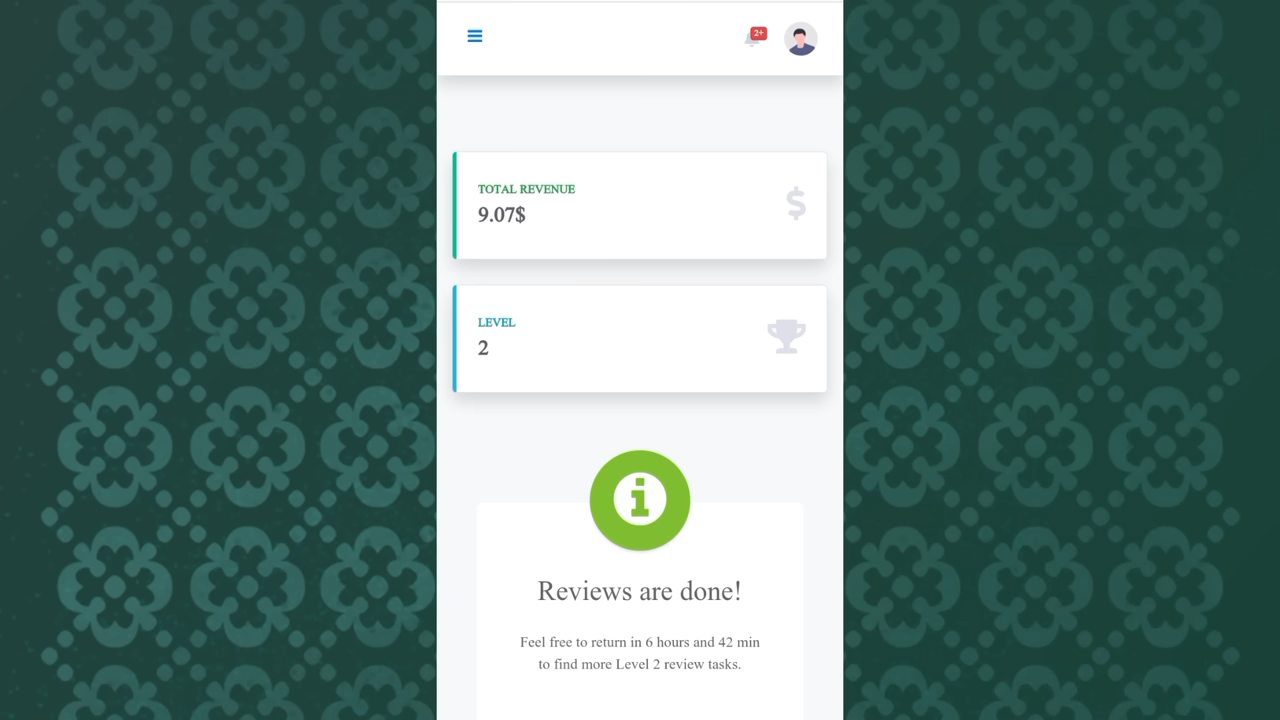 2+
TOTAL REVENUE
9.07$
LEVEL
2
Reviews are done!
Feel free to return in 6 hours and 42 min
to find more Level 2 review tasks.